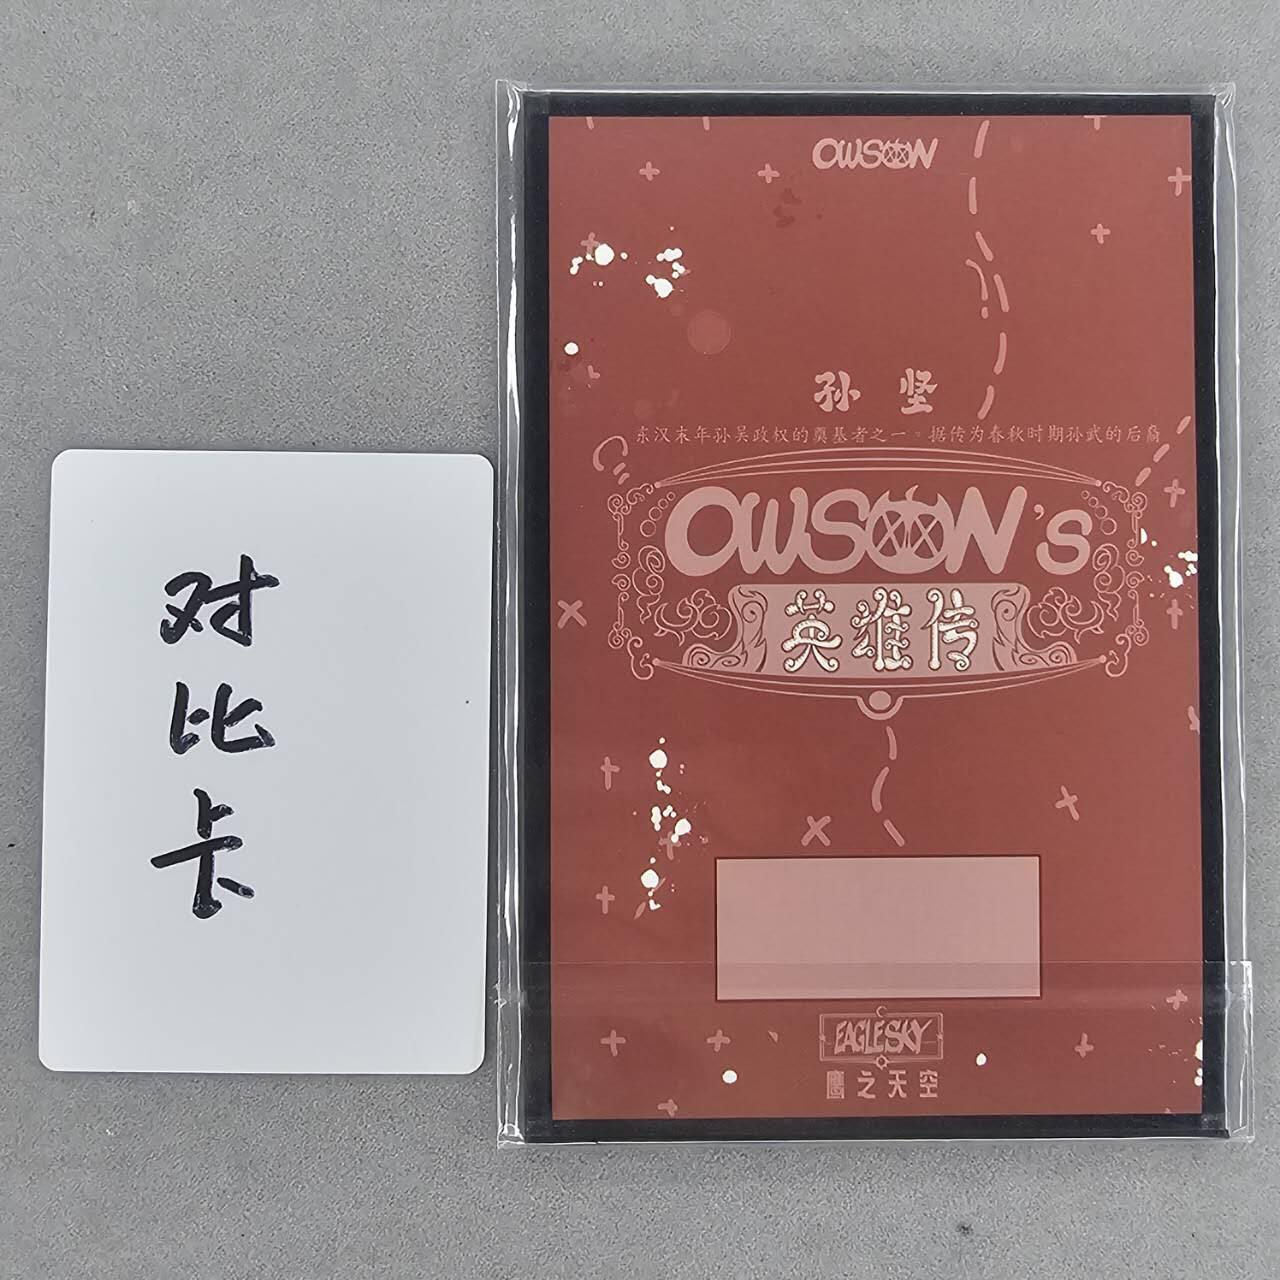 对
比
卡
OWSON
孙 坚
东汉末年孙吴政权的奠基者之一。据传为春秋时期孙武的后裔
OWSON's
英雄传
EAGLE SKY
鹰之天空